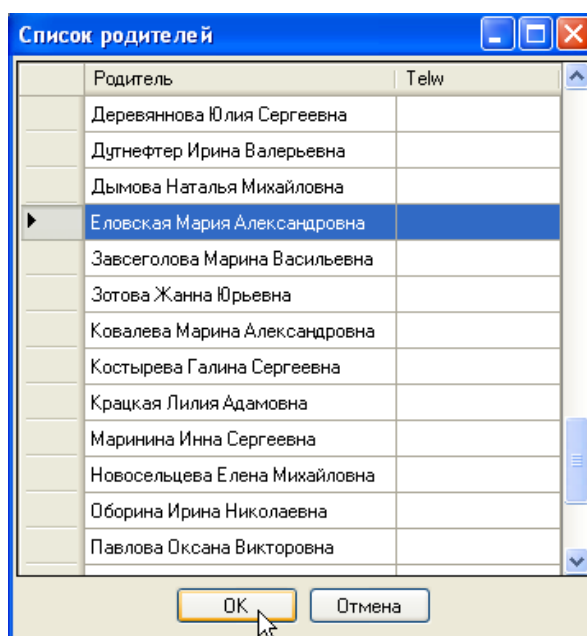 Список родителей
Родитель Telw
Деревяннова Юлия Сергеевна
Дутнефтер Ирина Валерьевна
Дымова Наталья Михайловна
Еловская Мария Александровна
Завсеголова Марина Васильевна
Зотова Жанна Юрьевна
Ковалева Марина Александровна
Костырева Галина Сергеевна
Крацкая Лилия Адамовна
Маринина Инна Сергеевна
Новосельцева Елена Михайловна
Оборина Ирина Николаевна
Павлова Оксана Викторовна
OK Отмена